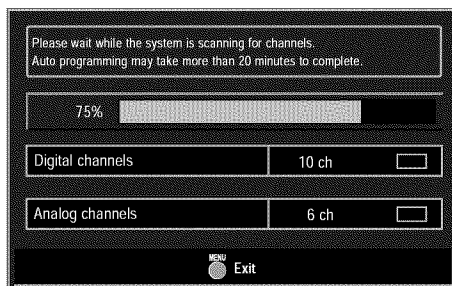 Please wait while the system is scanning for channels.
Auto programming may take more than 20 minutes to complete.
75%
Digital channels 10 ch
Analog channels 6 ch
MENU
Exit